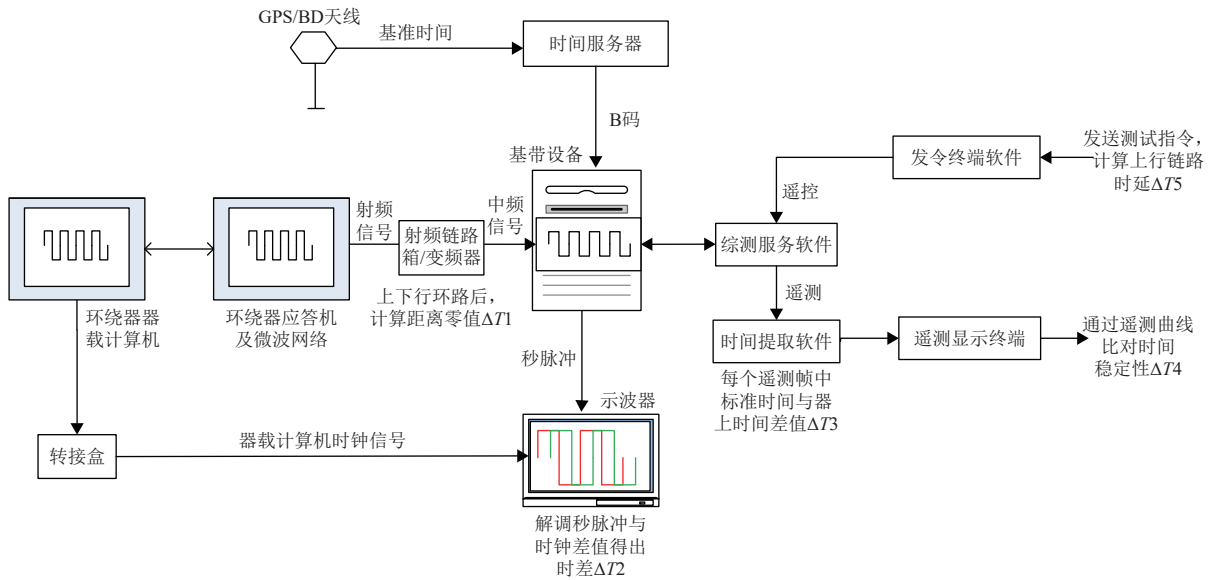 GPS/BD天线
基准时间
时间服务器
B码
基带设备
发令终端软件
发送测试指令，
计算上行链路
时延ΔT5
遥控
射频
信号
中频
信号
射频链路
箱/变频器
综测服务软件
上下行环路后，
计算距离零值ΔT1
遥测
环绕器器
载计算机
环绕器应答机
及微波网络
时间提取软件
遥测显示终端
通过遥测曲线
比对时间
稳定性ΔT4
秒脉冲
每个遥测帧中
标准时间与器
上时间差值ΔT3
示波器
转接盒
器载计算机时钟信号
解调秒脉冲与
时钟差值得出
时差ΔT2